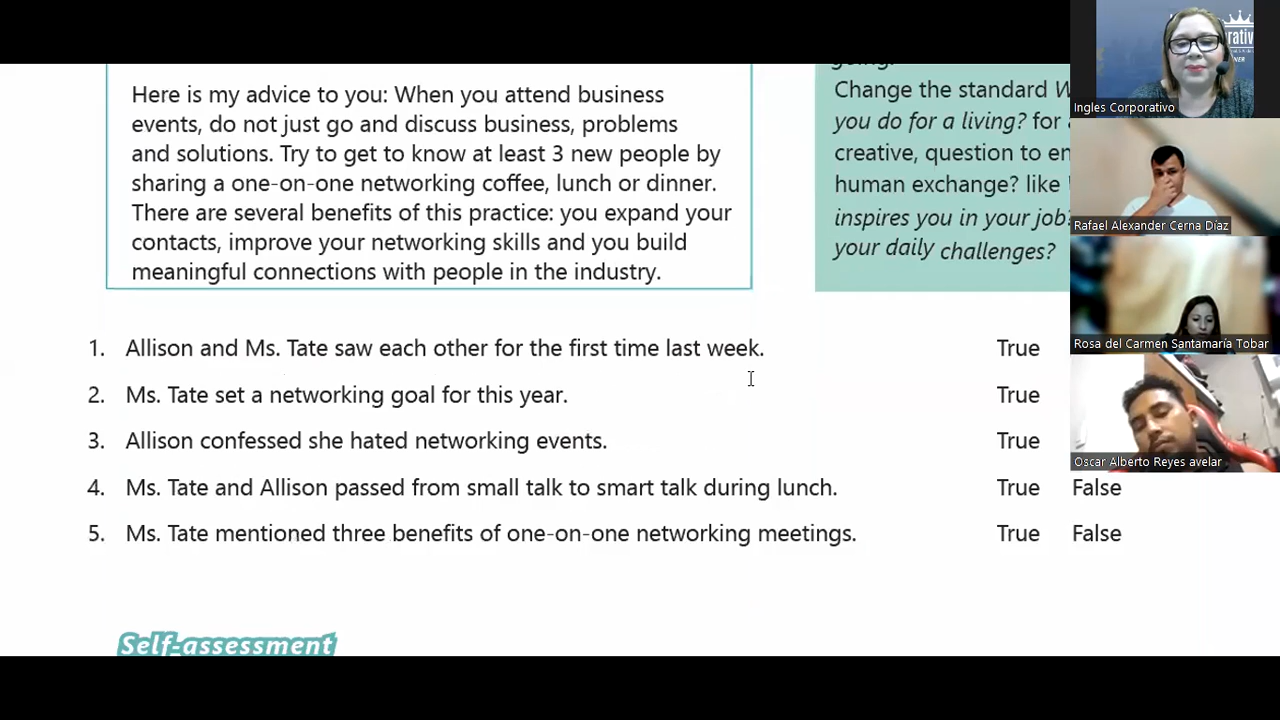 Here is my advice to you: When you attend business
events, do not just go and discuss business, problems
and solutions. Try to get to know at least 3 new people by
sharing a one-on-one networking coffee, lunch or dinner.
There are several benefits of this practice: you expand your
contacts, improve your networking skills and you build
meaningful connections with people in the industry.
going.
Change the standard W
you do for a living? for
creative, question to en
human exchange? like
inspires you in your job?
your daily challenges?
1. Allison and Ms. Tate saw each other for the first time last week. True
2. Ms. Tate set a networking goal for this year. True
3. Allison confessed she hated networking events. True
4. Ms. Tate and Allison passed from small talk to smart talk during lunch. True False
5. Ms. Tate mentioned three benefits of one-on-one networking meetings. True False
Self-assessment
Ingles Corporativo
Rafael Alexander Cerna Díaz
Rosa del Carmen Santamaría Tobar
Oscar Alberto Reyes avelar